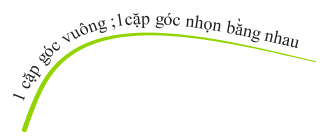 1 cặp góc vuông ;1cặp góc nhọn bằng nhau